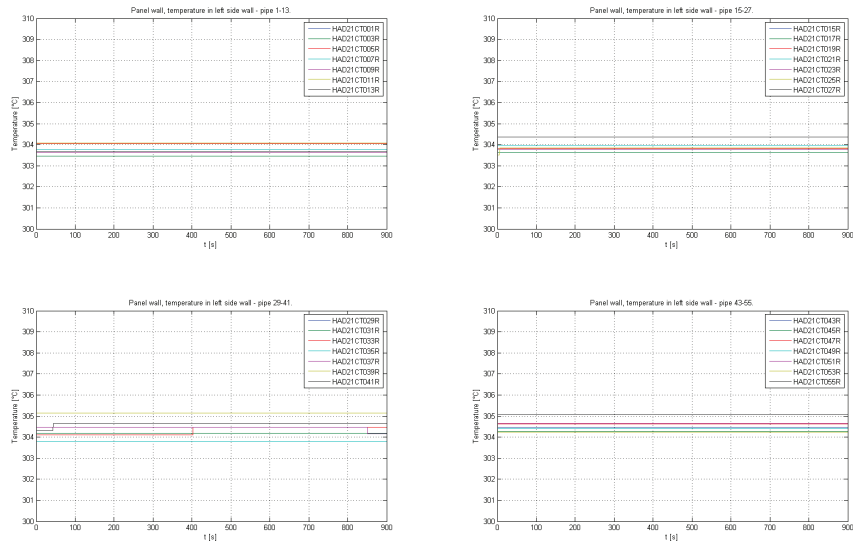 Panel wall, temperature in left side wall - pipe 1-13.
310
309
308
307
306
305
304
303
302
301
300
Temperature [°C]
HAD21CT001R
HAD21CT003R
HAD21CT005R
HAD21CT007R
HAD21CT009R
HAD21CT011R
HAD21CT013R
0 100 200 300 400 500 600 700 800 900
t [s]
Panel wall, temperature in left side wall - pipe 15-27.
310
309
308
307
306
305
304
303
302
301
300
Temperature [°C]
HAD21CT015R
HAD21CT017R
HAD21CT019R
HAD21CT021R
HAD21CT023R
HAD21CT025R
HAD21CT027R
0 100 200 300 400 500 600 700 800 900
t [s]
Panel wall, temperature in left side wall - pipe 29-41.
310
309
308
307
306
305
304
303
302
301
300
Temperature [°C]
HAD21CT029R
HAD21CT031R
HAD21CT033R
HAD21CT035R
HAD21CT037R
HAD21CT039R
HAD21CT041R
0 100 200 300 400 500 600 700 800 900
t [s]
Panel wall, temperature in left side wall - pipe 43-55.
310
309
308
307
306
305
304
303
302
301
300
Temperature [°C]
HAD21CT043R
HAD21CT045R
HAD21CT047R
HAD21CT049R
HAD21CT051R
HAD21CT053R
HAD21CT055R
0 100 200 300 400 500 600 700 800 900
t [s]